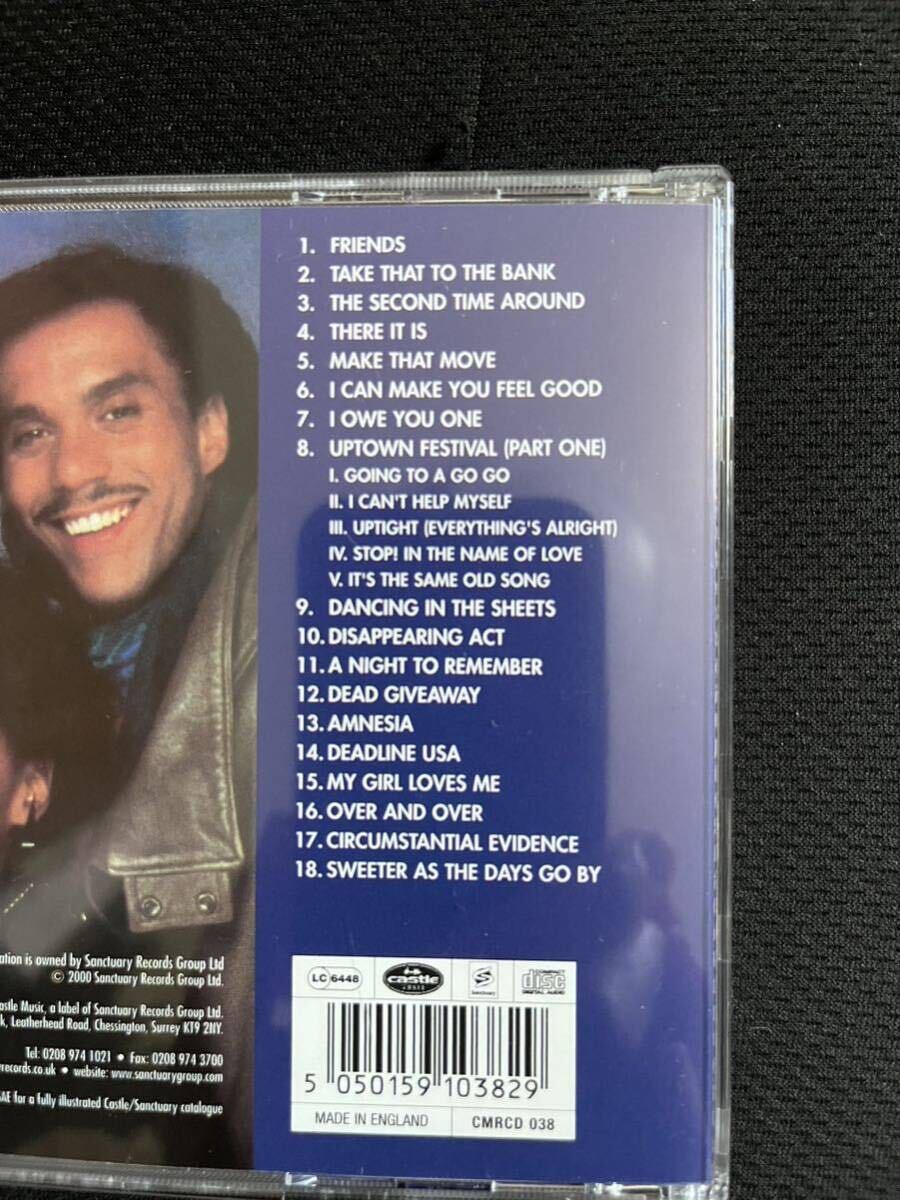 1. FRIENDS
2. TAKE THAT TO THE BANK
3. THE SECOND TIME AROUND
4. THERE IT IS
5. MAKE THAT MOVE
6. I CAN MAKE YOU FEEL GOOD
7. I OWE YOU ONE
8. UPTOWN FESTIVAL (PART ONE)
I. GOING TO A GO GO
II. I CAN'T HELP MYSELF
III. UPTIGHT (EVERYTHING'S ALRIGHT)
IV. STOP! IN THE NAME OF LOVE
V. IT'S THE SAME OLD SONG
9. DANCING IN THE SHEETS
10. DISAPPEARING ACT
11. A NIGHT TO REMEMBER
12. DEAD GIVEAWAY
13. AMNESIA
14. DEADLINE USA
15. MY GIRL LOVES ME
16. OVER AND OVER
17. CIRCUMSTANTIAL EVIDENCE
18. SWEETER AS THE DAYS GO BY
ation is owned by Sanctuary Records Group Ltd
© 2000 Sanctuary Records Group Ltd.
astle Music, a label of Sanctuary Records Group Ltd.
k, Leatherhead Road, Chessington, Surrey KT9 2NY.
Tel: 0208 974 1021 • Fax: 0208 974 3700
yrecords.co.uk • website: www.sanctuarygroup.com
SAE for a fully illustrated Castle/Sanctuary catalogue
LC 6448
castle MUSIC
Sanctuary
COMPACT disc DIGITAL AUDIO
5 050159 103829
MADE IN ENGLAND
CMRCD 038